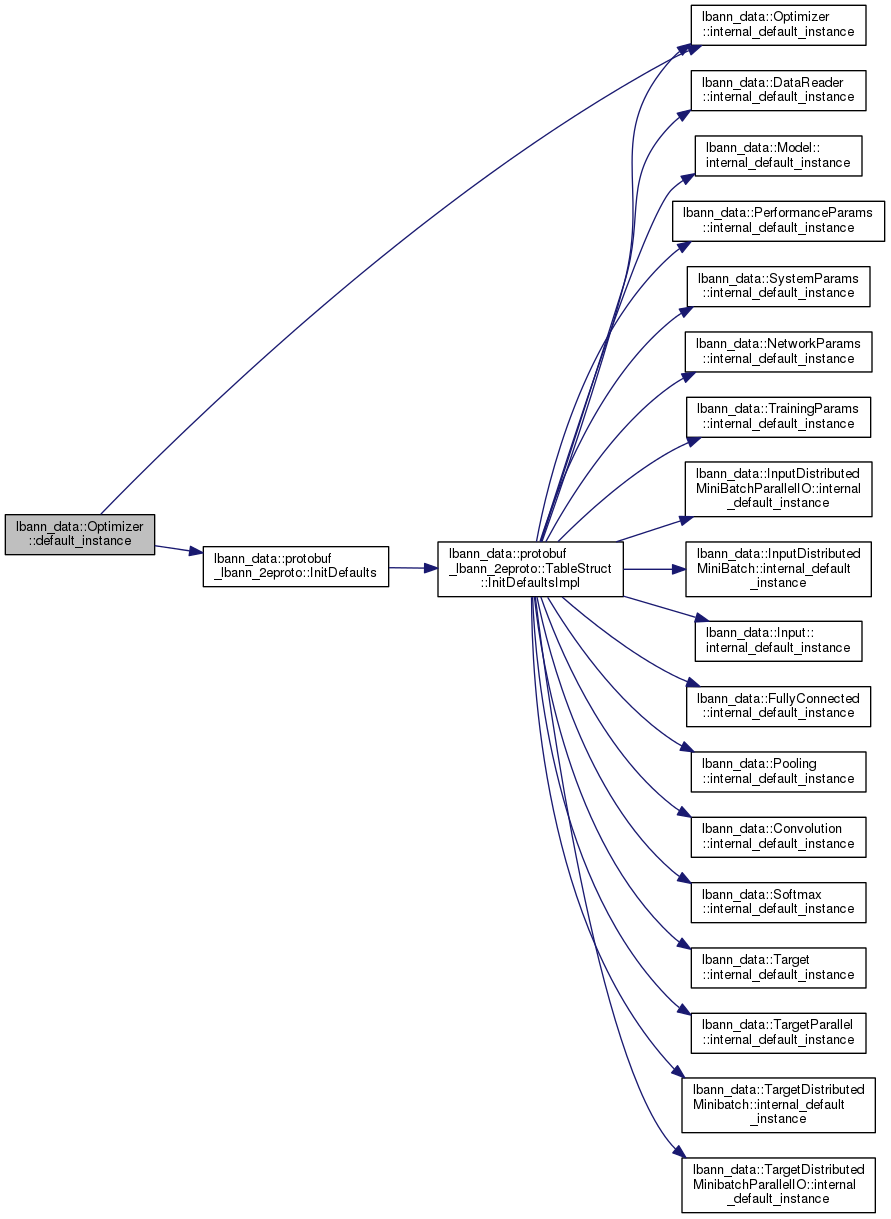 lbann_data::Optimizer
::default_instance
lbann_data::protobuf
_lbann_2eproto::InitDefaults
lbann_data::protobuf
_lbann_2eproto::TableStruct
::InitDefaultsImpl
lbann_data::Optimizer
::internal_default_instance
lbann_data::DataReader
::internal_default_instance
lbann_data::Model::
internal_default_instance
lbann_data::PerformanceParams
::internal_default_instance
lbann_data::SystemParams
::internal_default_instance
lbann_data::NetworkParams
::internal_default_instance
lbann_data::TrainingParams
::internal_default_instance
lbann_data::InputDistributed
MiniBatchParallelIO::internal
_default_instance
lbann_data::InputDistributed
MiniBatch::internal_default
_instance
lbann_data::Input::
internal_default_instance
lbann_data::FullyConnected
::internal_default_instance
lbann_data::Pooling
::internal_default_instance
lbann_data::Convolution
::internal_default_instance
lbann_data::Softmax
::internal_default_instance
lbann_data::Target
::internal_default_instance
lbann_data::TargetParallel
::internal_default_instance
lbann_data::TargetDistributed
Minibatch::internal_default
_instance
lbann_data::TargetDistributed
MinibatchParallelIO::internal
_default_instance